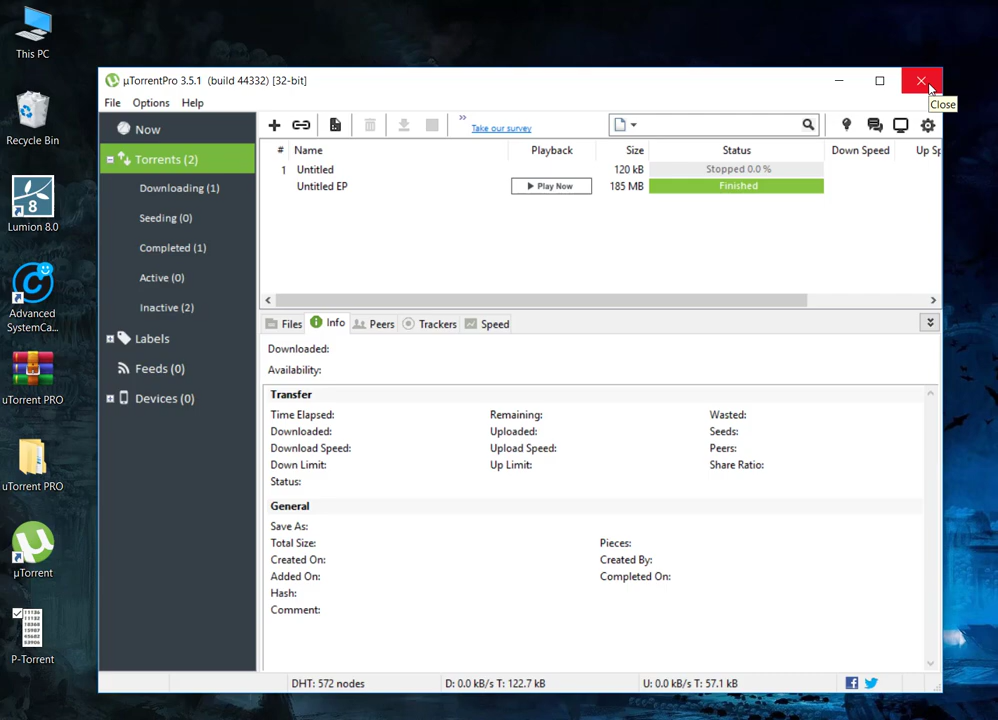 This PC
Recycle Bin
Lumion 8.0
8
Advanced
SystemCa...
uTorrent PRO
uTorrent PRO
µTorrent
P-Torrent
µTorrentPro 3.5.1 (build 44332) [32-bit]
Close
File Options Help
Take our survey
Now
Torrents (2)
Downloading (1)
Seeding (0)
Completed (1)
Active (0)
Inactive (2)
Labels
Feeds (0)
Devices (0)
# Name Playback Size Status Down Speed Up Sp
1 Untitled 120 kB Stopped 0.0 %
Untitled EP Play Now 185 MB Finished
Files Info Peers Trackers Speed
Downloaded:
Availability:
Transfer
Time Elapsed: Remaining: Wasted:
Downloaded: Uploaded: Seeds:
Download Speed: Upload Speed: Peers:
Down Limit: Up Limit: Share Ratio:
Status:
General
Save As:
Total Size: Pieces:
Created On: Created By:
Added On: Completed On:
Hash:
Comment:
DHT: 572 nodes D: 0.0 kB/s T: 122.7 kB U: 0.0 kB/s T: 57.1 kB